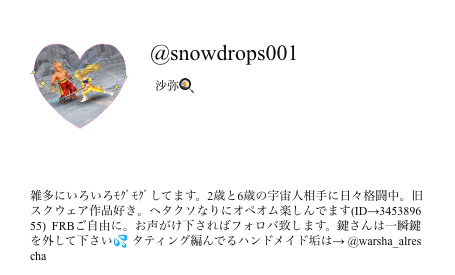 @snowdrops001
沙弥🔍
雑多にいろいろﾓｸﾞﾓｸﾞしてます。2歳と6歳の宇宙人相手に日々格闘中。旧
スクウェア作品好き。ヘタクソなりにオペオム楽しんでます(ID→3453896
55) FRBご自由に。お声がけ下さればフォロバ致します。鍵さんは一瞬鍵
を外して下さい💦 タティング編んでるハンドメイド垢は→ @warsha_alres
cha